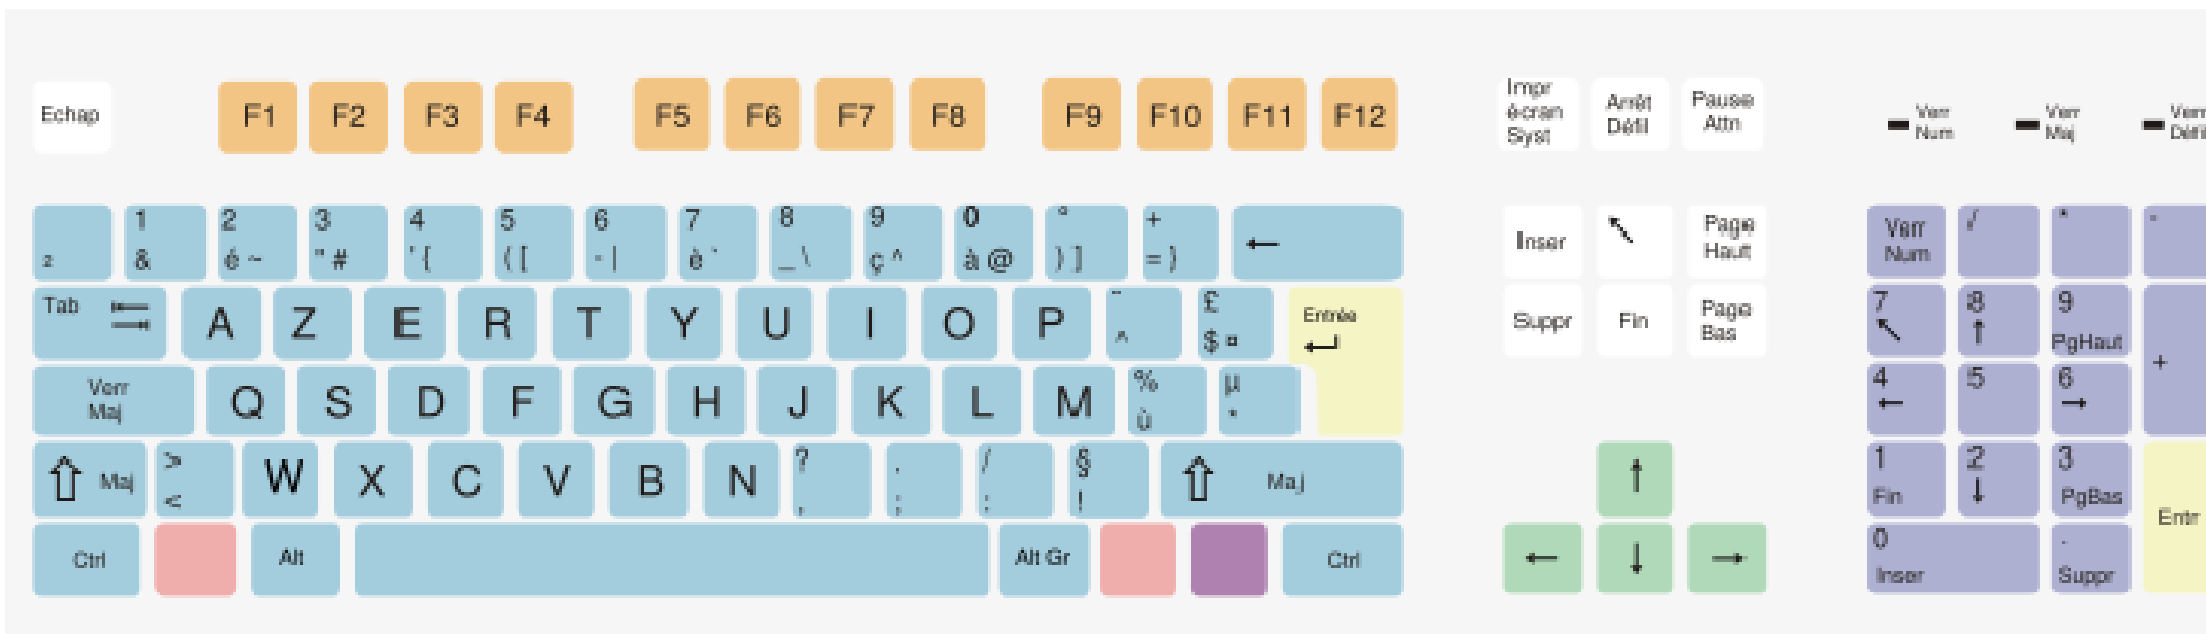 Echap F1 F2 F3 F4 F5 F6 F7 F8 F9 F10 F11 F12
Impr
écran
Syst
Arrêt
Défil
Pause
Attn
Verr
Num
Verr
Maj
Verr
Défil
1 2 3 4 5 6 7 8 9 0 ° +
² & é ~ " # ' { ( [ - | è ` _ \ ç ^ à @ ) ] = } ←
Inser ↖ Page
Haut
Verr
Num
/ * -
Tab A Z E R T Y U I O P ¨ ^ £ $ ¤ Entrée
Suppr Fin Page
Bas
7 ↖ 8 ↑ 9 PgHaut +
Verr
Maj
Q S D F G H J K L M % ù µ *
4 ← 5 6 →
⇧ Maj > < W X C V B N ? , . ; / : § ! ⇧ Maj
↑
1 Fin 2 ↓ 3 PgBas Entr
Ctrl Alt Alt Gr Ctrl
← ↓ →
0 Inser . Suppr